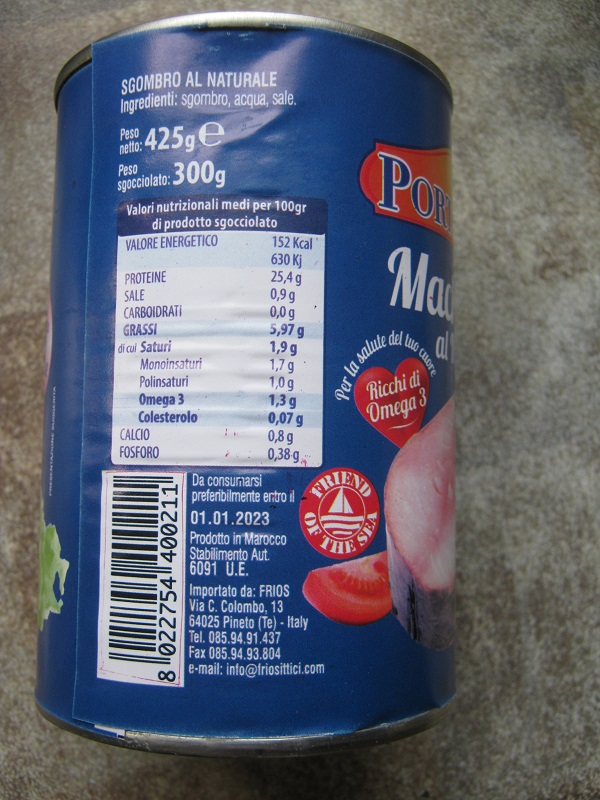 SGOMBRO AL NATURALE
Ingredienti: sgombro, acqua, sale.
Peso netto: 425g e
Peso sgocciolato: 300g
Valori nutrizionali medi per 100gr
di prodotto sgocciolato
VALORE ENERGETICO 152 Kcal
630 Kj
PROTEINE 25,4 g
SALE 0,9 g
CARBOIDRATI 0,0 g
GRASSI 5,97 g
di cui Saturi 1,9 g
Monoinsaturi 1,7 g
Polinsaturi 1,0 g
Omega 3 1,3 g
Colesterolo 0,07 g
CALCIO 0,8 g
FOSFORO 0,38 g
Da consumarsi
preferibilmente entro il
01.01.2023
Prodotto in Marocco
Stabilimento Aut.
6091 U.E.
Importato da: FRIOS
Via C. Colombo, 13
64025 Pineto (Te) - Italy
Tel. 085.94.91.437
Fax 085.94.93.804
e-mail: info@friosittici.com
8 022754 400211
POR
Mac
al
Per la salute del tuo cuore
Ricchi di
Omega 3
FRIEND
OF THE SEA